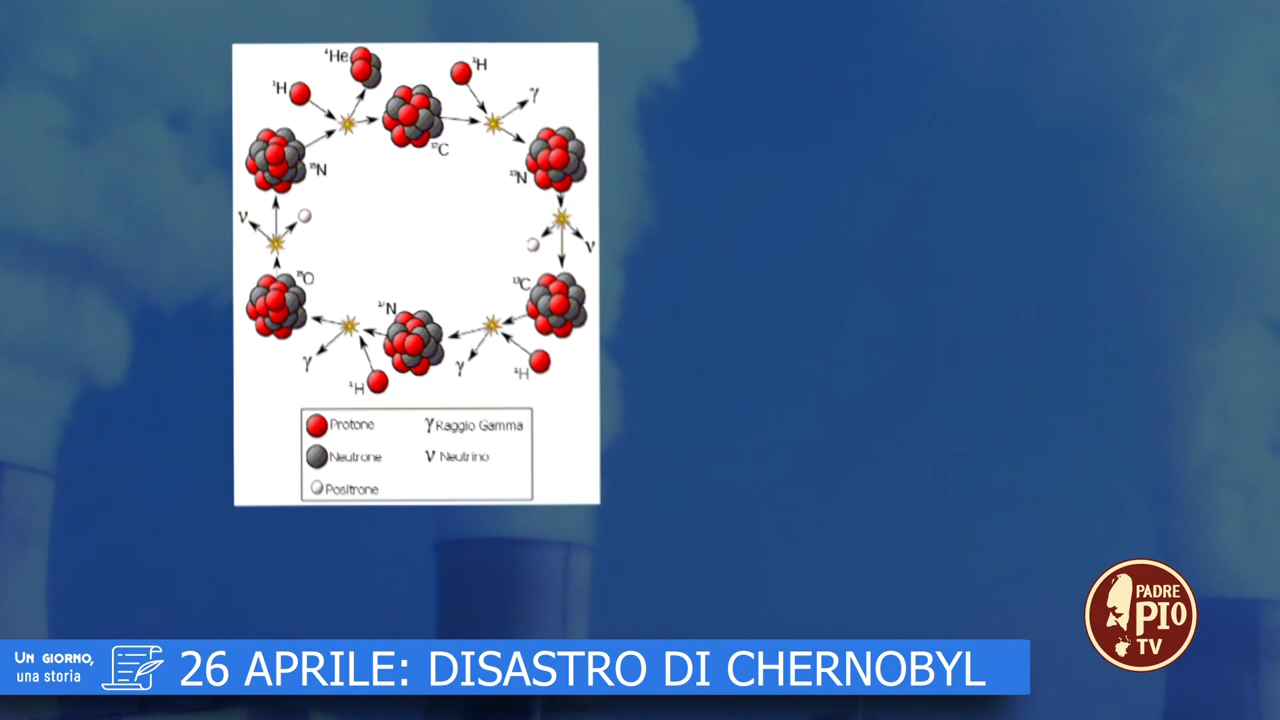 ⁴He
¹H
¹H
γ
¹²C
¹⁵N
¹³N
ν
ν
¹⁵O
¹³C
¹⁴N
γ
γ
¹H
¹H
Protone
γ Raggio Gamma
Neutrone
ν Neutrino
Positrone
PADRE
PIO
TV
UN GIORNO,
una storia
26 APRILE: DISASTRO DI CHERNOBYL